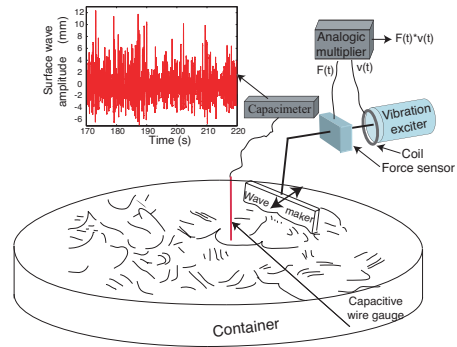 Surface wave
amplitude (mm)
12
10
8
6
4
2
0
-2
-4
-6
170 180 190 200 210 220
Time (s)
Capacimeter
Analogic
multiplier
F(t)*v(t)
F(t)
v(t)
Vibration
exciter
Coil
Force sensor
Wave maker
Capacitive
wire gauge
Container